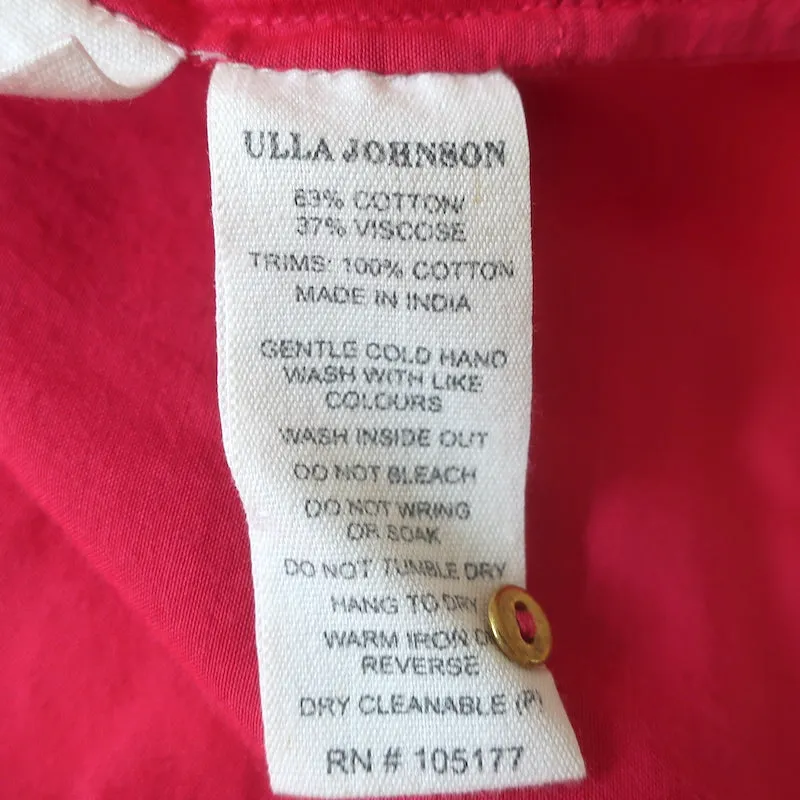 ULLA JOHNSON
63% COTTON/
37% VISCOSE
TRIMS: 100% COTTON
MADE IN INDIA
GENTLE COLD HAND
WASH WITH LIKE
COLOURS
WASH INSIDE OUT
DO NOT BLEACH
DO NOT WRING
OR SOAK
DO NOT TUMBLE DRY
HANG TO DRY
WARM IRON
REVERSE
DRY CLEANABLE (P)
RN # 105177